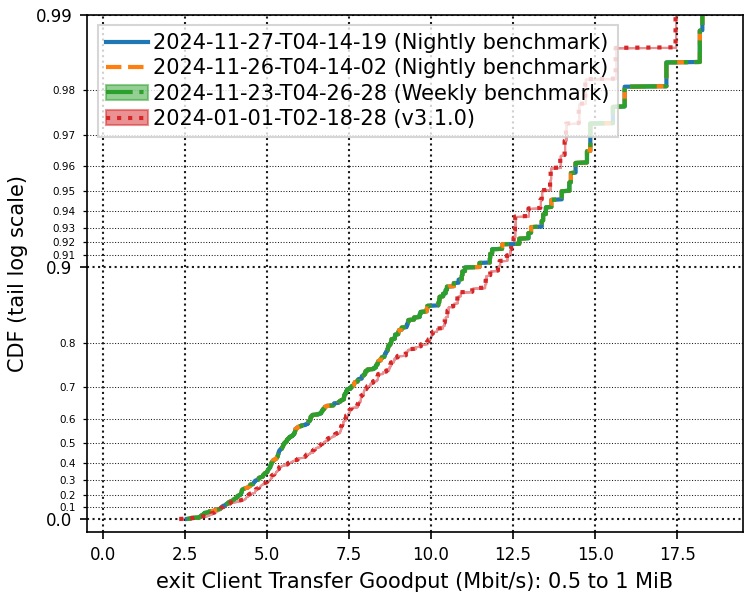 0.99
2024-11-27-T04-14-19 (Nightly benchmark)
2024-11-26-T04-14-02 (Nightly benchmark)
2024-11-23-T04-26-28 (Weekly benchmark)
2024-01-01-T02-18-28 (v3.1.0)
0.98
0.97
0.96
0.95
0.94
0.93
0.92
0.91
0.9
0.8
0.7
0.6
0.5
0.4
0.3
0.2
0.1
0.0
CDF (tail log scale)
0.0 2.5 5.0 7.5 10.0 12.5 15.0 17.5
exit Client Transfer Goodput (Mbit/s): 0.5 to 1 MiB